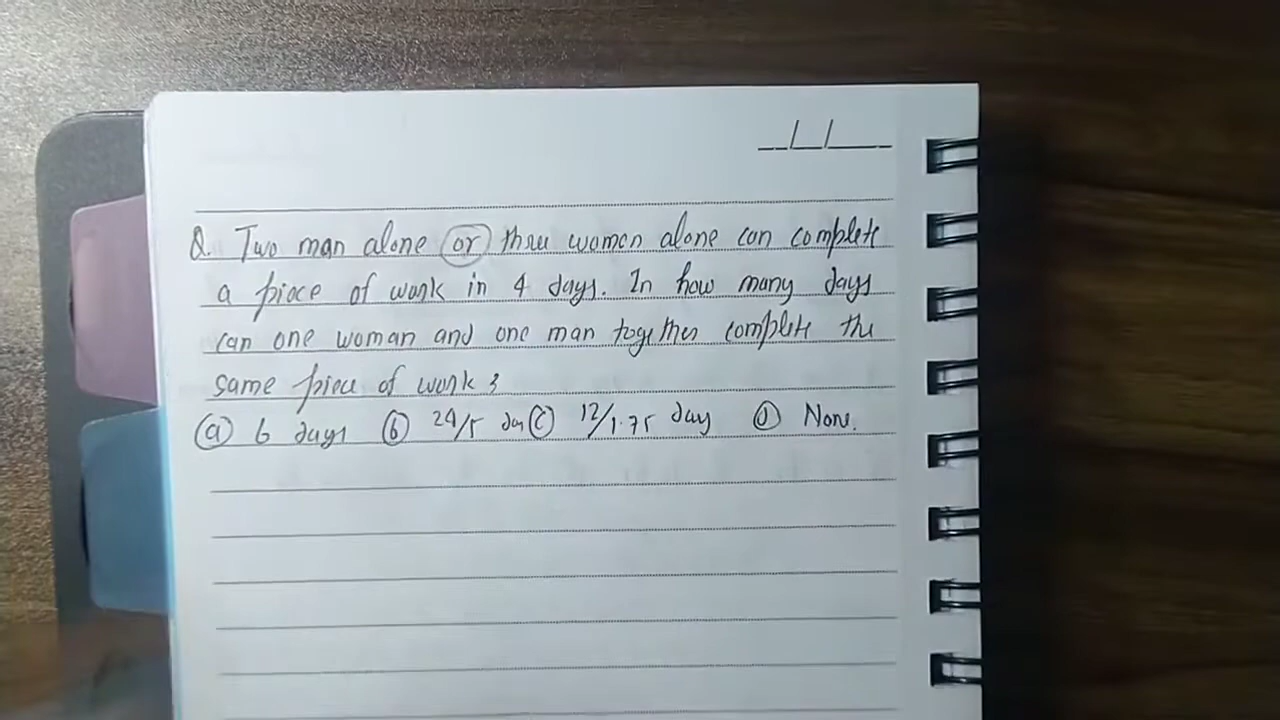 __/__/____
Q. Two man alone or three women alone can complete
a piece of work in 4 days. In how many days
can one woman and one man together complete the
same piece of work ?
(a) 6 days (b) 24/5 day (c) 12/1.75 day (d) None.